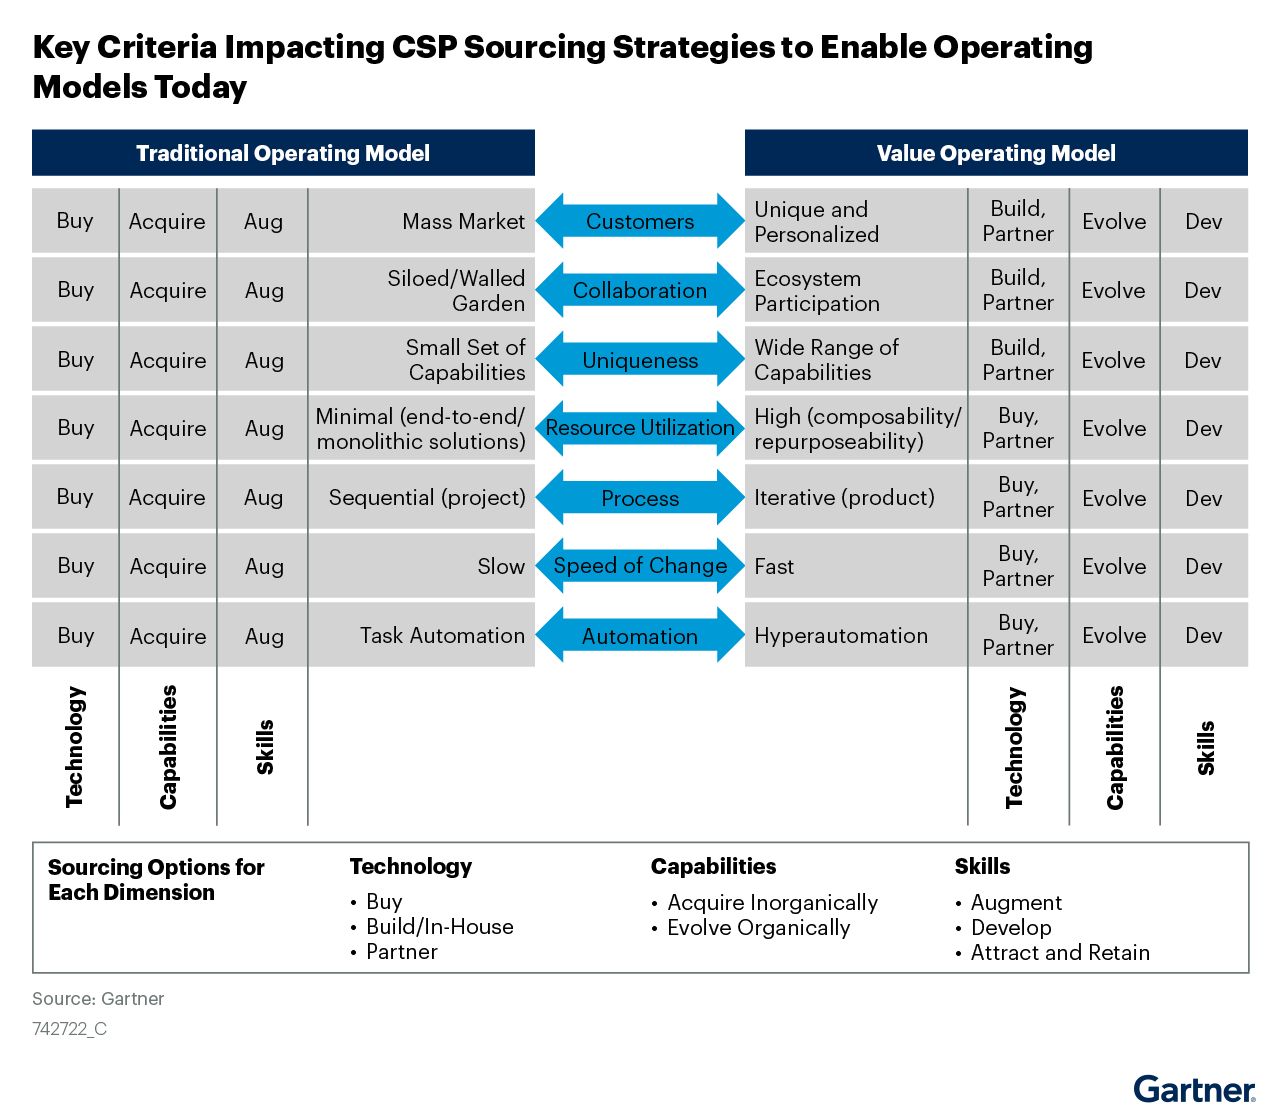 Key Criteria Impacting CSP Sourcing Strategies to Enable Operating
Models Today
Traditional Operating Model
Value Operating Model
Buy Acquire Aug Mass Market Customers Unique and Personalized Build, Partner Evolve Dev
Buy Acquire Aug Siloed/Walled Garden Collaboration Ecosystem Participation Build, Partner Evolve Dev
Buy Acquire Aug Small Set of Capabilities Uniqueness Wide Range of Capabilities Build, Partner Evolve Dev
Buy Acquire Aug Minimal (end-to-end/ monolithic solutions) Resource Utilization High (composability/ repurposeability) Buy, Partner Evolve Dev
Buy Acquire Aug Sequential (project) Process Iterative (product) Buy, Partner Evolve Dev
Buy Acquire Aug Slow Speed of Change Fast Buy, Partner Evolve Dev
Buy Acquire Aug Task Automation Automation Hyperautomation Buy, Partner Evolve Dev
Technology Capabilities Skills Technology Capabilities Skills
Sourcing Options for
Each Dimension
Technology
• Buy
• Build/In-House
• Partner
Capabilities
• Acquire Inorganically
• Evolve Organically
Skills
• Augment
• Develop
• Attract and Retain
Source: Gartner
742722_C
Gartner®